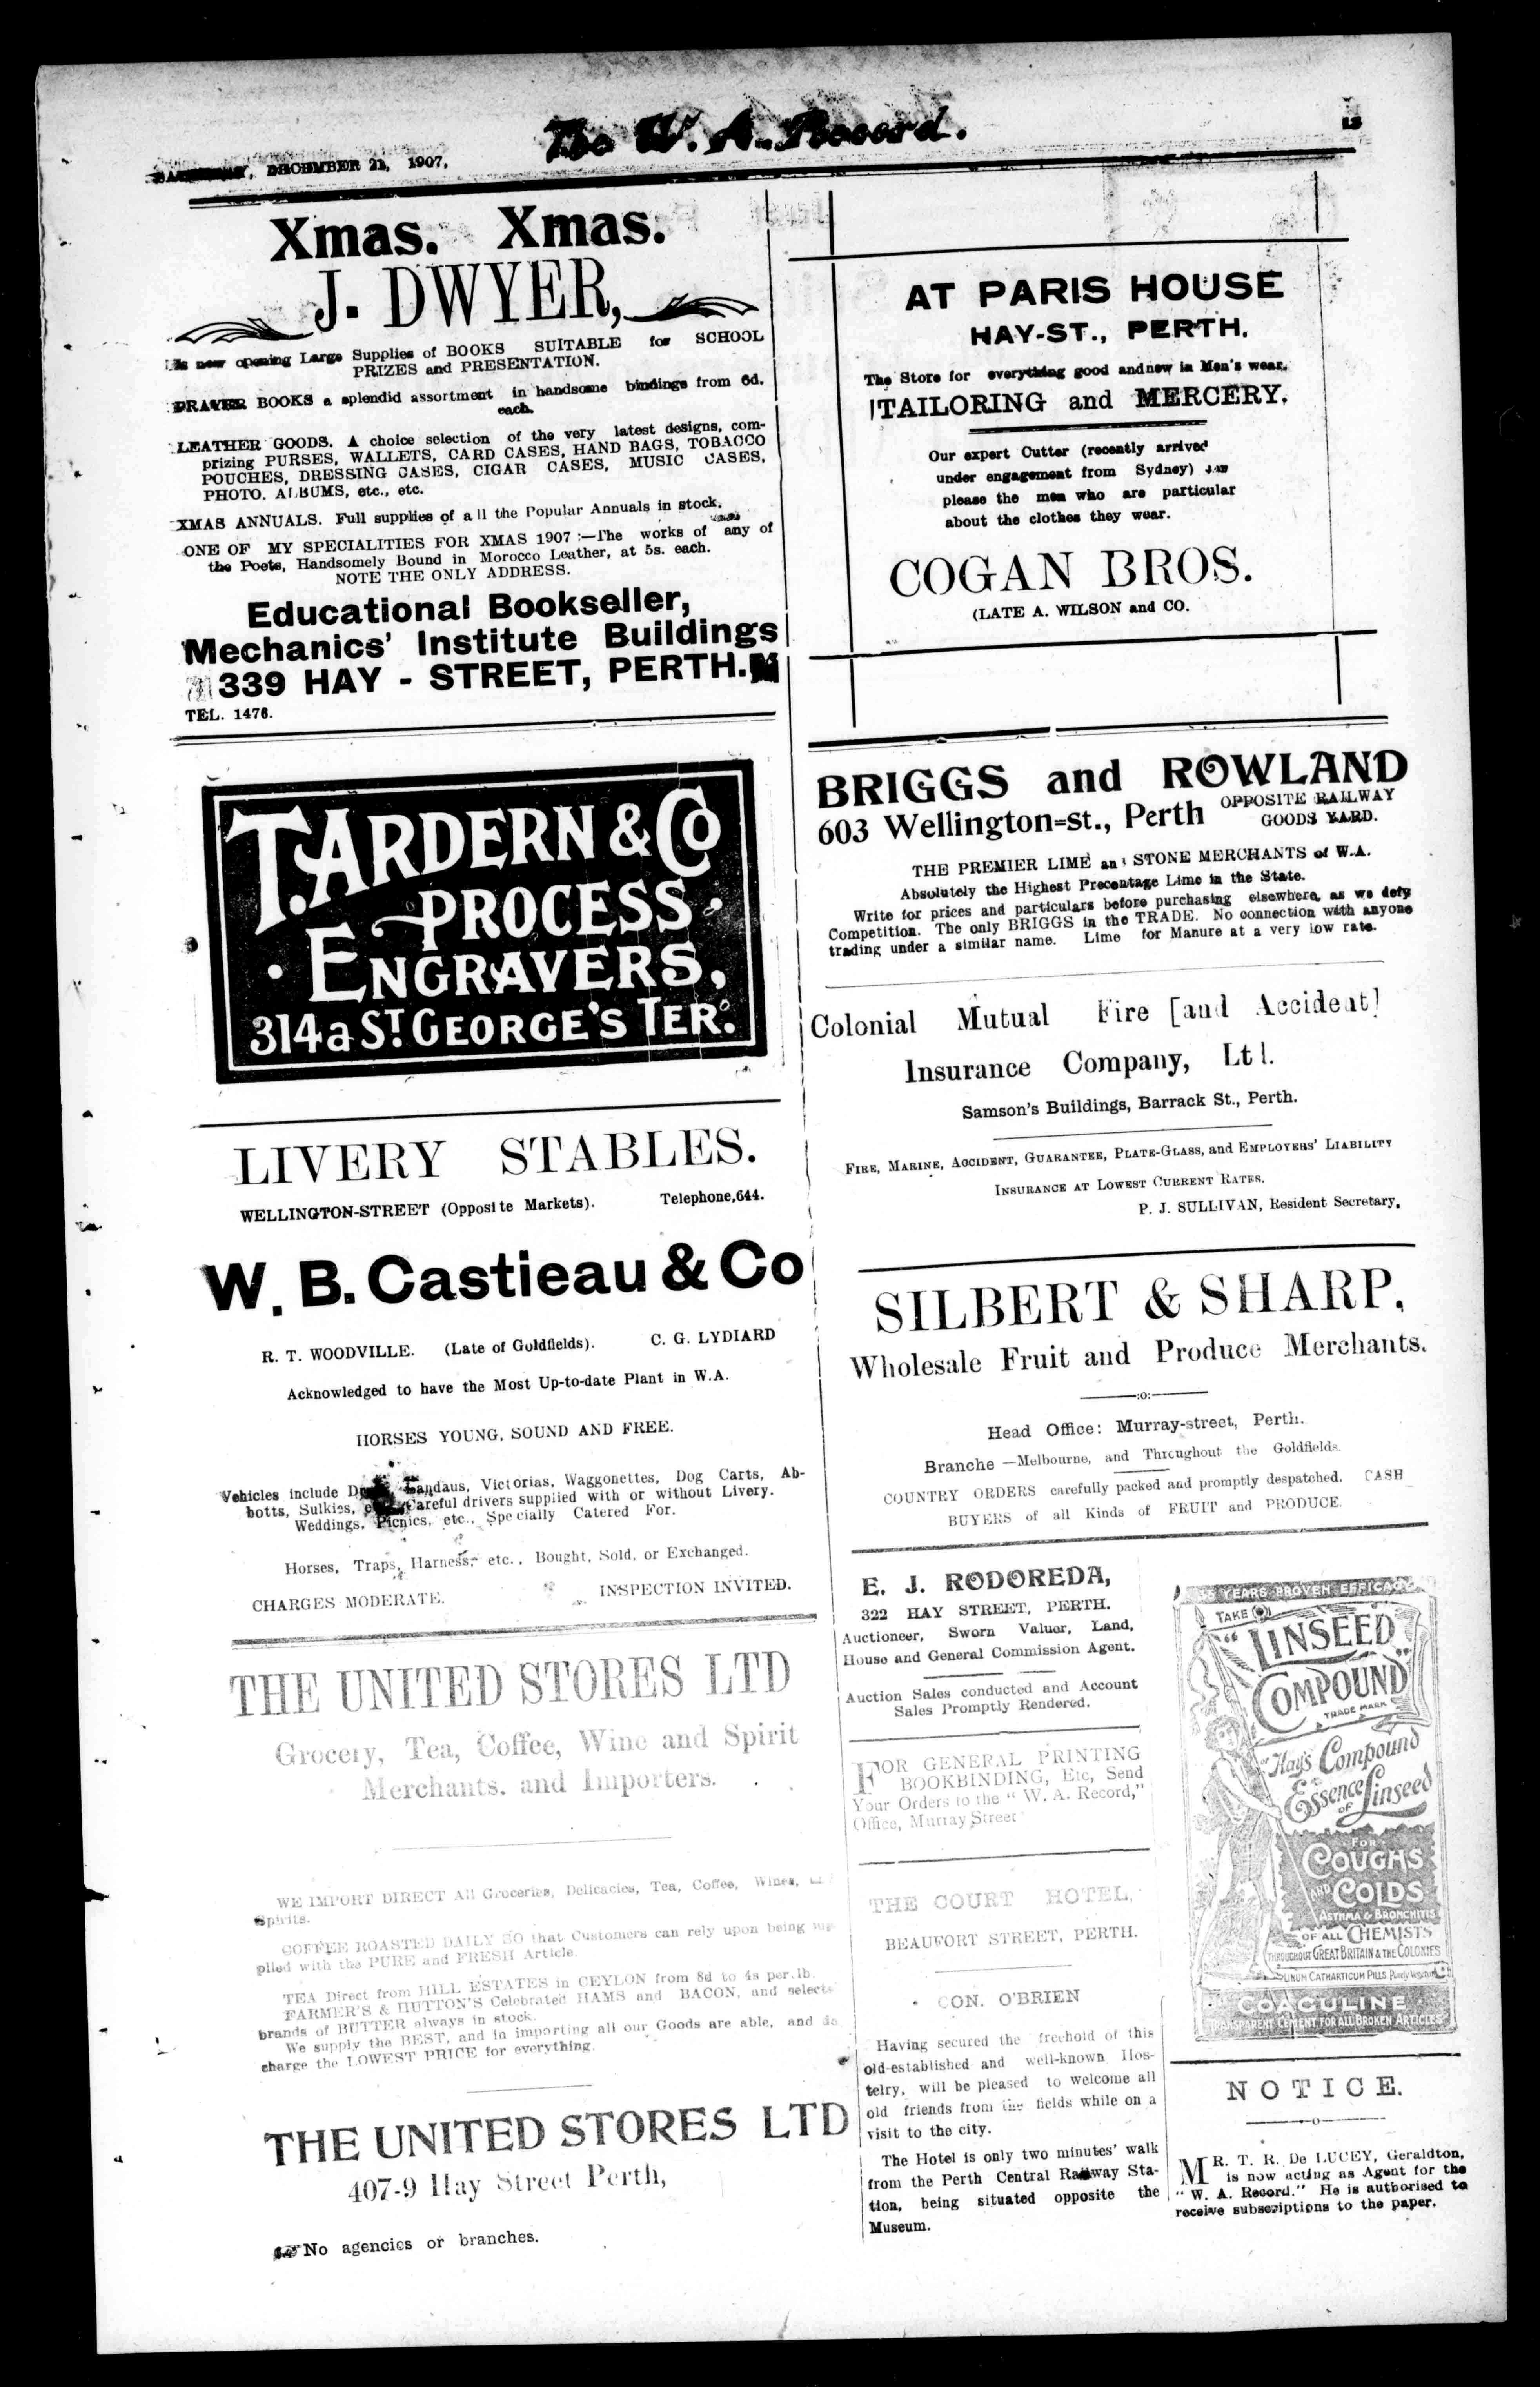 DECEMBER 21, 1907,
The W. A. Record.
Xmas. Xmas.
J. DWYER,
Is now opening Large Supplies of BOOKS SUITABLE for SCHOOL
PRIZES and PRESENTATION.
PRAYER BOOKS a splendid assortment in handsome bindings from 6d.
each.
LEATHER GOODS. A choice selection of the very latest designs, com-
prizing PURSES, WALLETS, CARD CASES, HAND BAGS, TOBACCO
POUCHES, DRESSING CASES, CIGAR CASES, MUSIC CASES,
PHOTO. ALBUMS, etc., etc.
XMAS ANNUALS. Full supplies of all the Popular Annuals in stock.
ONE OF MY SPECIALITIES FOR XMAS 1907 :—The works of any of
the Poets, Handsomely Bound in Morocco Leather, at 5s. each.
NOTE THE ONLY ADDRESS.
Educational Bookseller,
Mechanics' Institute Buildings
339 HAY - STREET, PERTH.
TEL. 1476.
T. ARDERN & CO
PROCESS
ENGRAVERS,
314a ST. GEORGE'S TER.
LIVERY STABLES.
WELLINGTON-STREET (Opposite Markets). Telephone, 644.
W. B. Castieau & Co
R. T. WOODVILLE. (Late of Goldfields). C. G. LYDIARD
Acknowledged to have the Most Up-to-date Plant in W.A.
HORSES YOUNG, SOUND AND FREE.
Vehicles include Landaus, Victorias, Waggonettes, Dog Carts, Ab-
botts, Sulkies, Careful drivers supplied with or without Livery.
Weddings, Picnics, etc., Specially Catered For.
Horses, Traps, Harness, etc., Bought, Sold, or Exchanged.
CHARGES MODERATE. INSPECTION INVITED.
THE UNITED STORES LTD
Grocery, Tea, Coffee, Wine and Spirit
Merchants. and Importers.
WE IMPORT DIRECT All Groceries, Delicacies, Tea, Coffee, Wines,
Spirits.
COFFEE ROASTED DAILY SO that Customers can rely upon being sup
plied with the PURE and FRESH Article.
TEA Direct from HILL ESTATES in CEYLON from 8d to 4s per lb.
FARMER'S & HUTTON'S Celebrated HAMS and BACON, and selects
brands of BUTTER always in stock.
We supply the BEST, and in importing all our Goods are able, and do
charge the LOWEST PRICE for everything.
THE UNITED STORES LTD
407-9 Hay Street Perth,
No agencies or branches.
AT PARIS HOUSE
HAY-ST., PERTH.
The Store for everything good and new in Men's wear.
TAILORING and MERCERY.
Our expert Cutter (recently arrived
under engagement from Sydney)
please the men who are particular
about the clothes they wear.
COGAN BROS.
(LATE A. WILSON and CO.
BRIGGS and ROWLAND
603 Wellington=st., Perth OPPOSITE RAILWAY
GOODS YARD.
THE PREMIER LIME an STONE MERCHANTS of W.A.
Absolutely the Highest Precentage Lime in the State.
Write for prices and particulars before purchasing elsewhere, as we defy
Competition. The only BRIGGS in the TRADE. No connection with anyone
trading under a similar name. Lime for Manure at a very low rate.
Colonial Mutual Fire [and Accident]
Insurance Company, Ltl.
Samson's Buildings, Barrack St., Perth.
FIRE, MARINE, ACCIDENT, GUARANTEE, PLATE-GLASS, and EMPLOYERS' LIABILITY
INSURANCE AT LOWEST CURRENT RATES.
P. J. SULLIVAN, Resident Secretary.
SILBERT & SHARP.
Wholesale Fruit and Produce Merchants.
:o:
Head Office: Murray-street, Perth.
Branche —Melbourne, and Throughout the Goldfields.
COUNTRY ORDERS carefully packed and promptly despatched. CASH
BUYERS of all Kinds of FRUIT and PRODUCE.
E. J. RODOREDA,
322 HAY STREET, PERTH.
Auctioneer, Sworn Valuer, Land,
House and General Commission Agent.
Auction Sales conducted and Account
Sales Promptly Rendered.
FOR GENERAL PRINTING
BOOKBINDING, Etc, Send
Your Orders to the " W. A. Record,"
Office, Murray Street
THE COURT HOTEL,
BEAUFORT STREET, PERTH.
CON. O'BRIEN
Having secured the freehold of this
old-established and well-known Hos-
telry, will be pleased to welcome all
old friends from the fields while on a
visit to the city.
The Hotel is only two minutes' walk
from the Perth Central Railway Sta-
tion, being situated opposite the
Museum.
YEARS PROVEN EFFICACY
TAKE
"LINSEED
COMPOUND"
TRADE MARK
or Hay's Compound
Essence of Linseed
FOR
COUGHS
AND COLDS
ASTHMA & BRONCHITIS
OF ALL CHEMISTS
THROUGHOUT GREAT BRITAIN & THE COLONIES
LINUM CATHARTICUM PILLS
COAGULINE
TRANSPARENT CEMENT FOR ALL BROKEN ARTICLES
NOTICE.
—o—
MR. T. R. De LUCEY, Geraldton,
is now acting as Agent for the
" W. A. Record." He is authorised to
receive subscriptions to the paper.